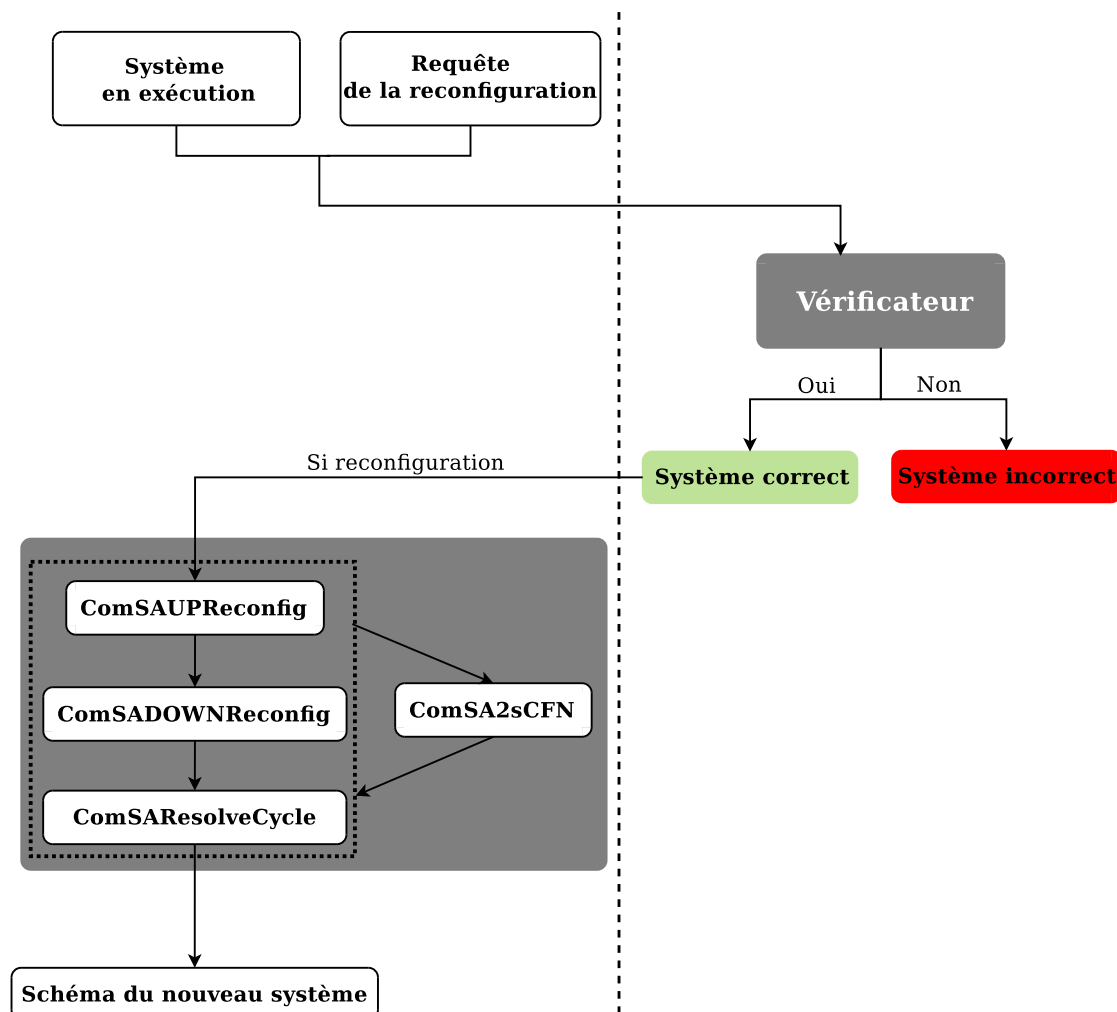 Système
en exécution
Requête
de la reconfiguration
Vérificateur
Oui
Non
Si reconfiguration
Système correct
Système incorrect
ComSAUPReconfig
ComSADOWNReconfig
ComSA2sCFN
ComSAResolveCycle
Schéma du nouveau système